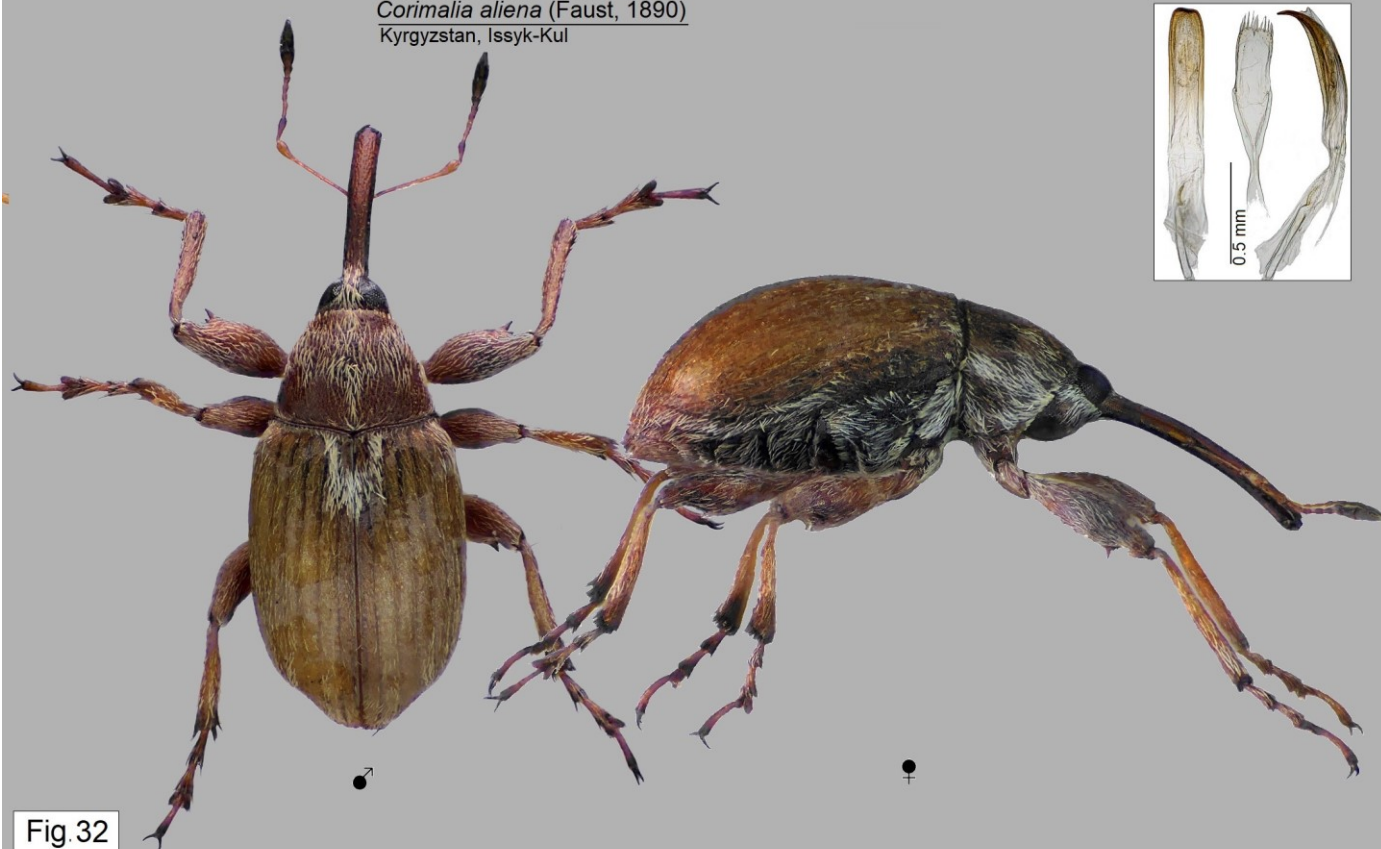 Corimalia aliena (Faust, 1890)
Kyrgyzstan, Issyk-Kul
0.5 mm
♂
♀
Fig.32